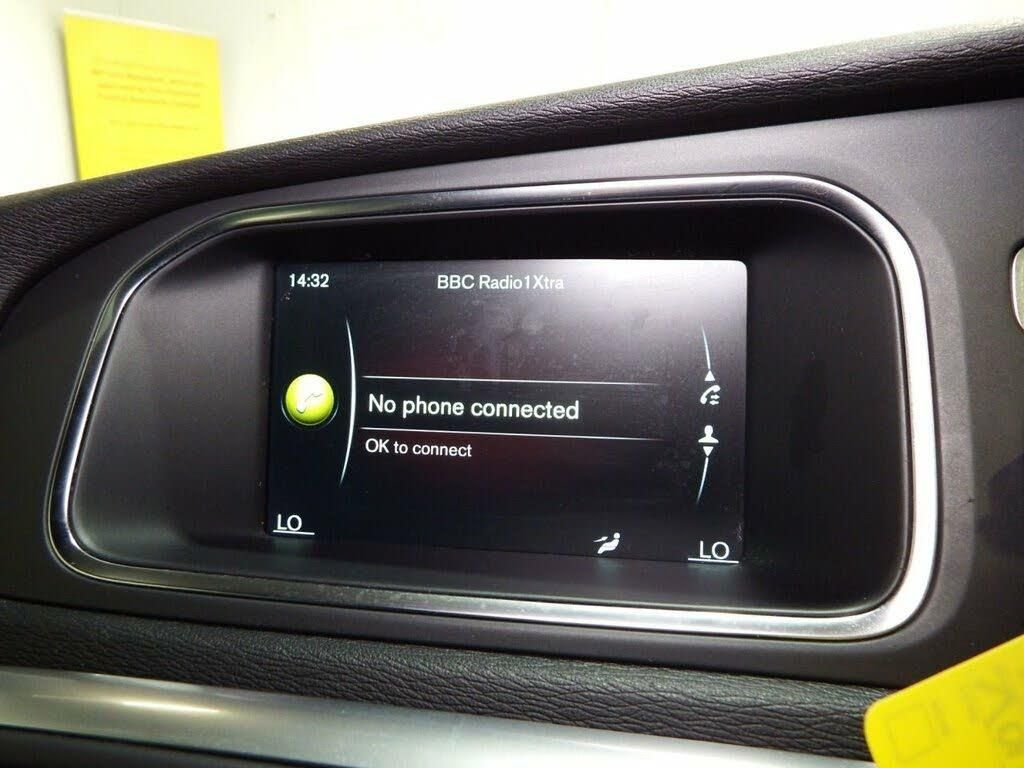 14:32
BBC Radio1Xtra
No phone connected
OK to connect
LO
LO